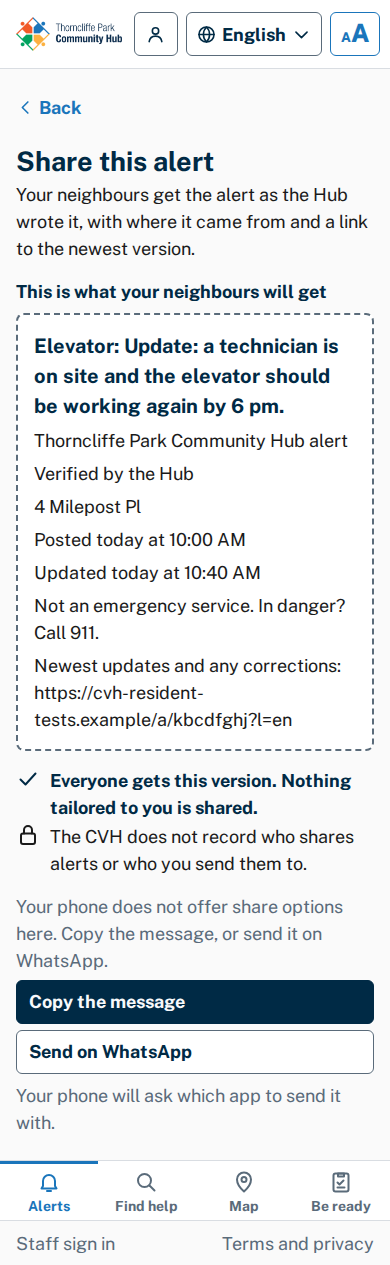 Thorncliffe Park
Community Hub
English
AA
Back
Share this alert
Your neighbours get the alert as the Hub
wrote it, with where it came from and a link
to the newest version.
This is what your neighbours will get
Elevator: Update: a technician is
on site and the elevator should
be working again by 6 pm.
Thorncliffe Park Community Hub alert
Verified by the Hub
4 Milepost Pl
Posted today at 10:00 AM
Updated today at 10:40 AM
Not an emergency service. In danger?
Call 911.
Newest updates and any corrections:
https://cvh-resident-
tests.example/a/kbcdfghj?l=en
Everyone gets this version. Nothing
tailored to you is shared.
The CVH does not record who shares
alerts or who you send them to.
Your phone does not offer share options
here. Copy the message, or send it on
WhatsApp.
Copy the message
Send on WhatsApp
Your phone will ask which app to send it
with.
Alerts
Find help
Map
Be ready
Staff sign in
Terms and privacy